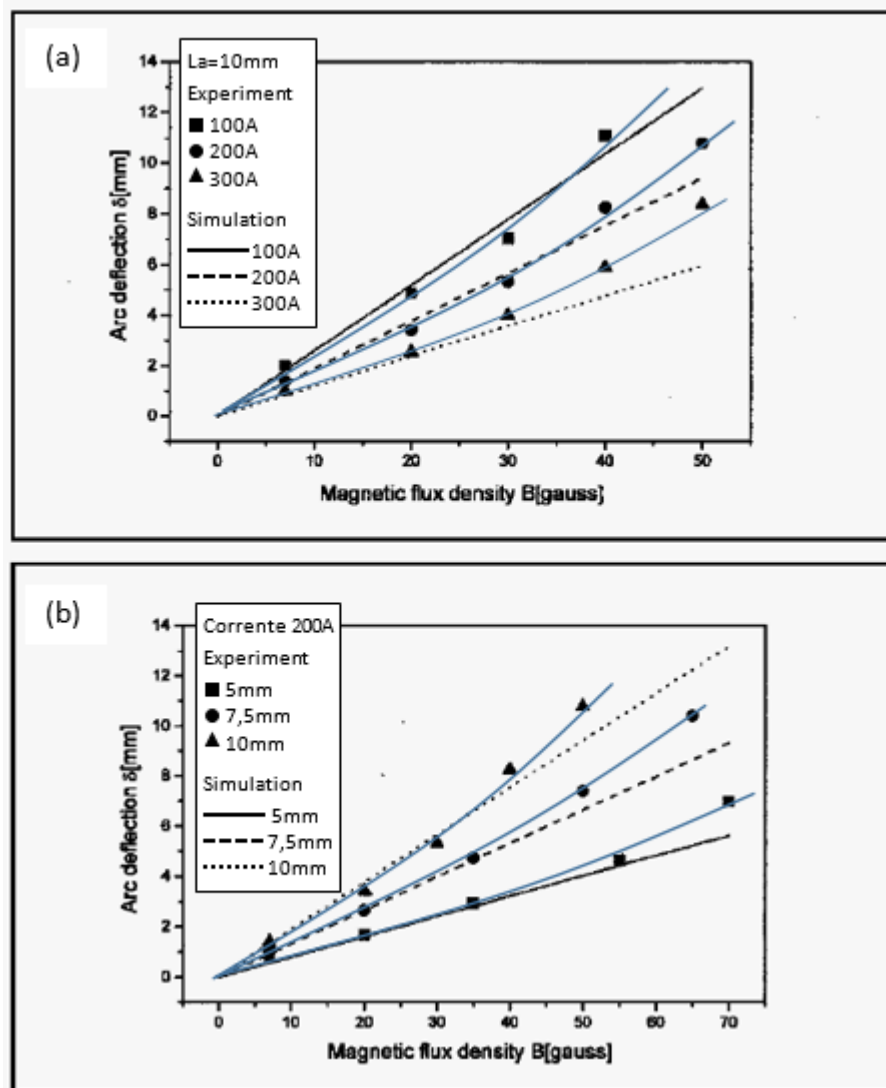 (a)
La=10mm
Experiment
100A
200A
300A
Simulation
100A
200A
300A
Arc deflection δ[mm]
14
12
10
8
6
4
2
0
0 10 20 30 40 50
Magnetic flux density B[gauss]
(b)
Corrente 200A
Experiment
5mm
7,5mm
10mm
Simulation
5mm
7,5mm
10mm
Arc deflection δ[mm]
14
12
10
8
6
4
2
0
0 10 20 30 40 50 60 70
Magnetic flux density B[gauss]